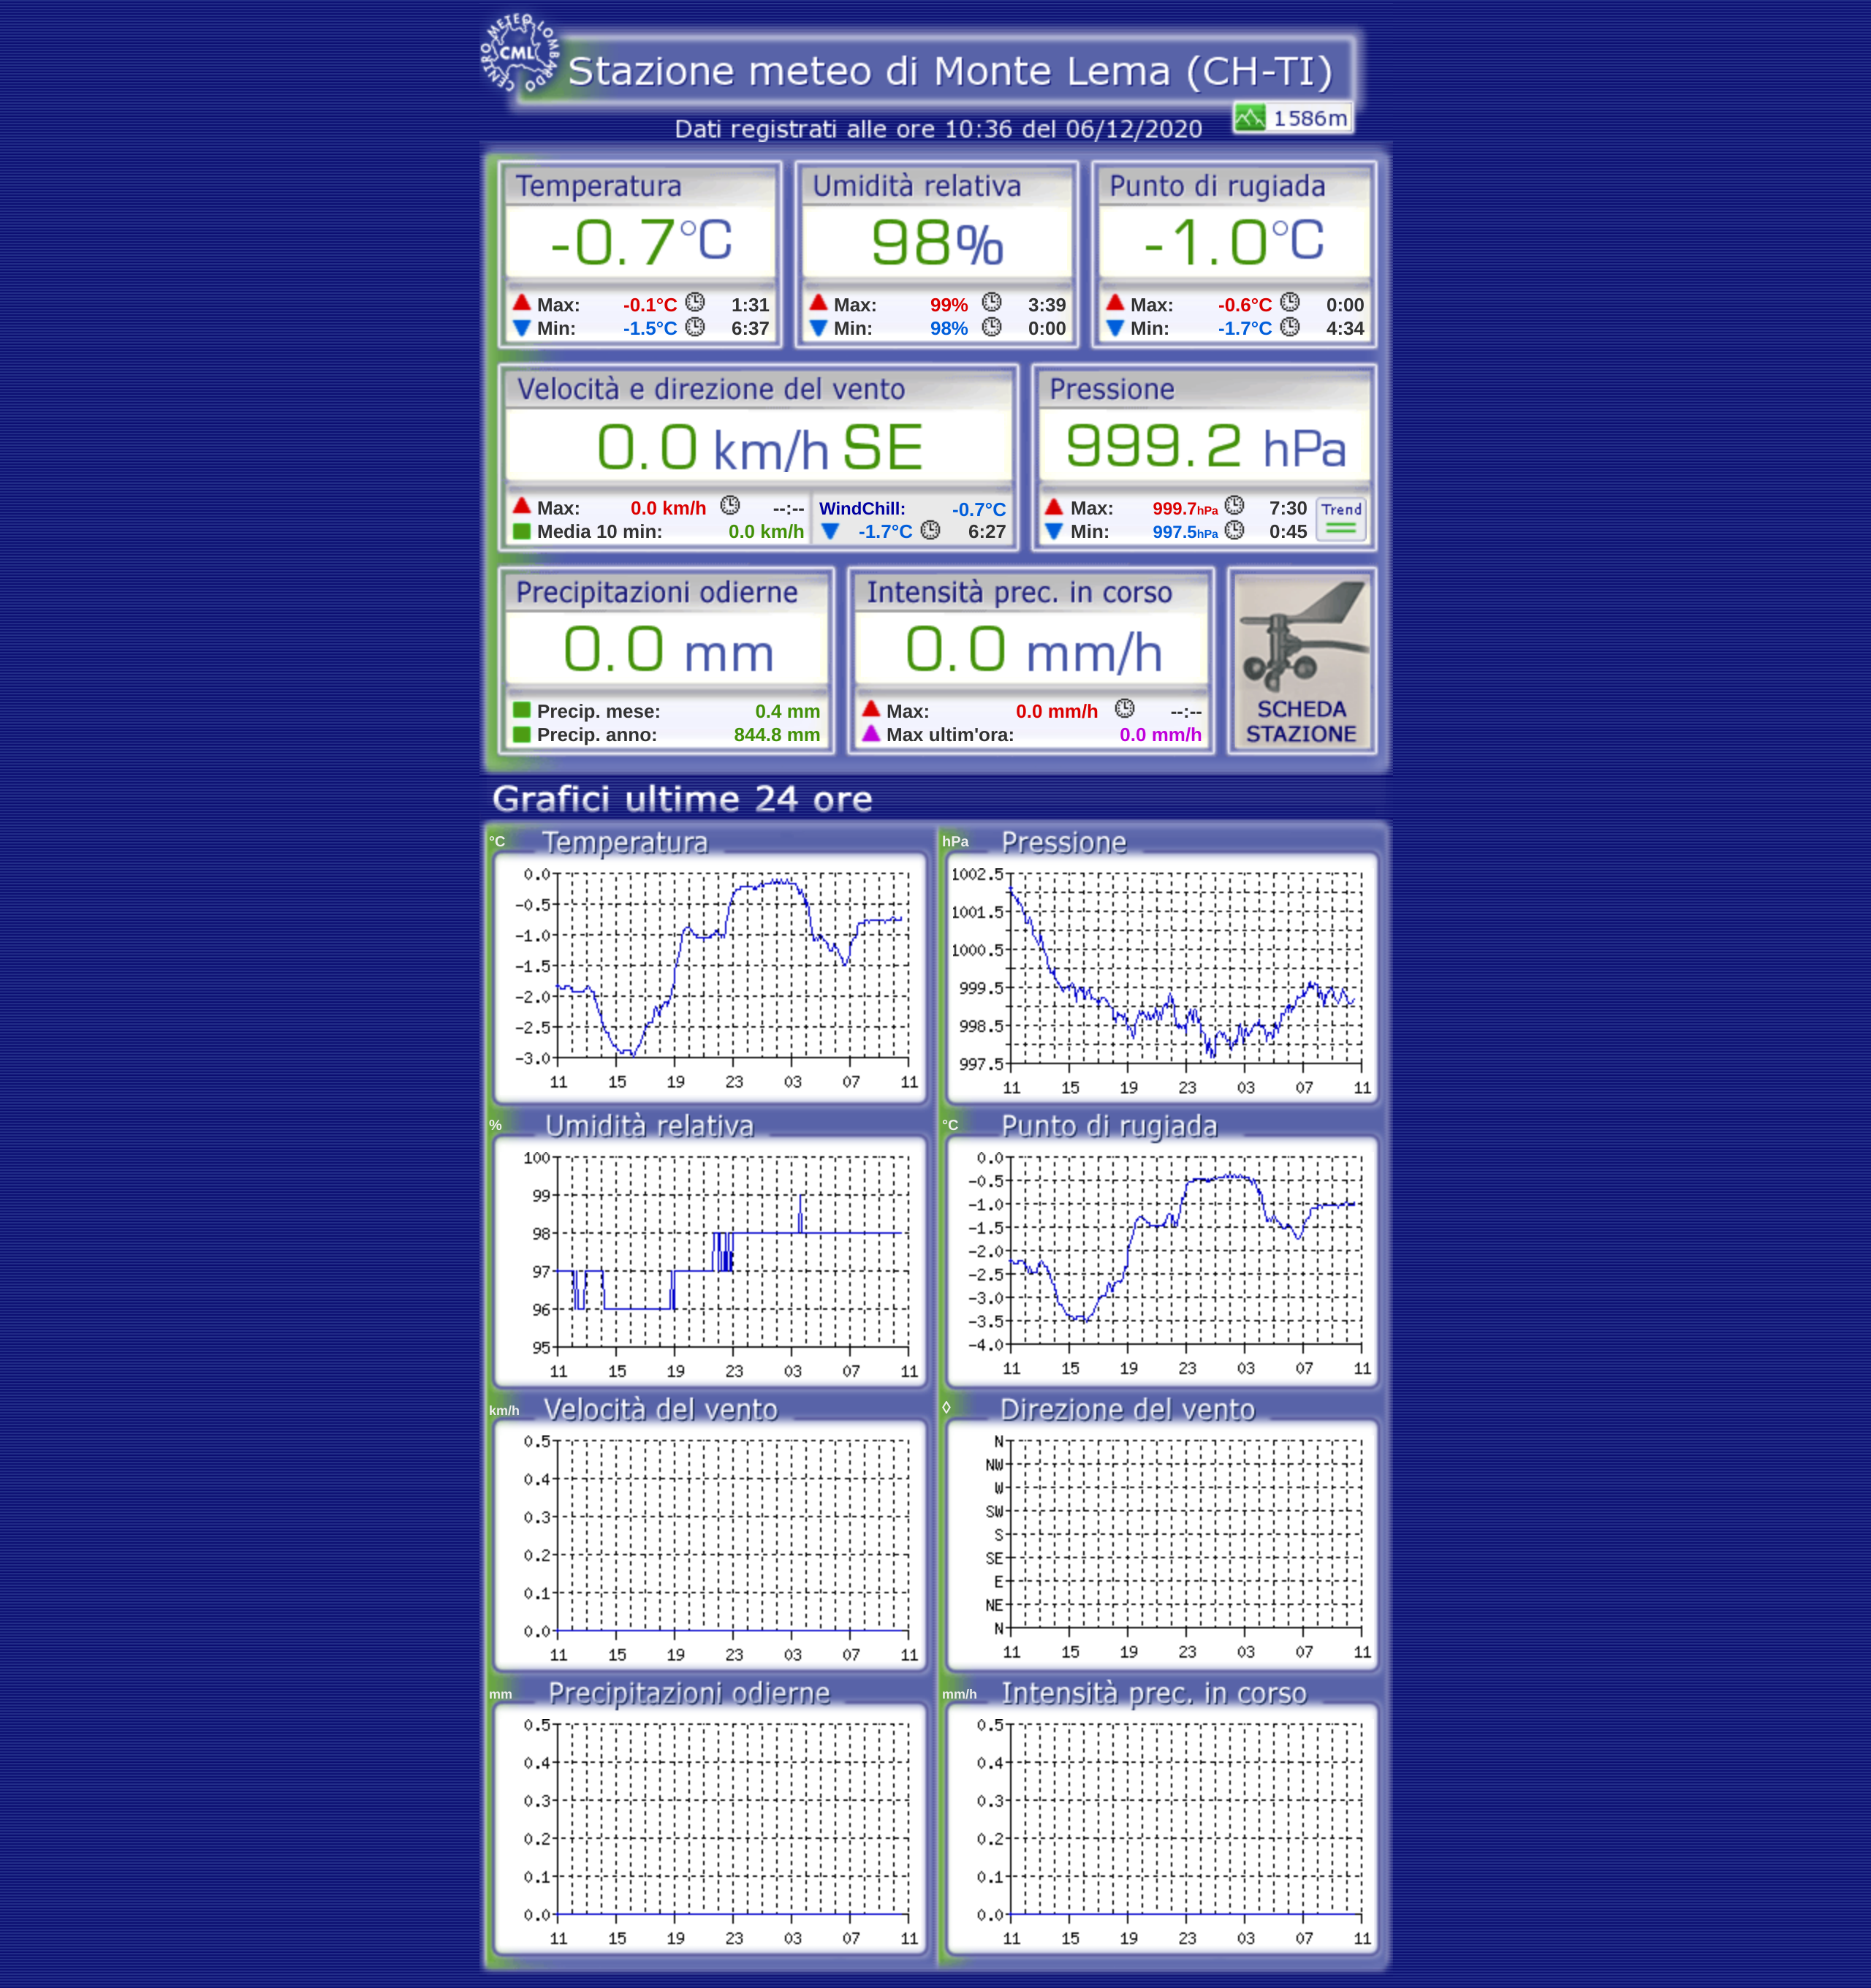 CENTRO METEO LOMBARDO
CML
Stazione meteo di Monte Lema (CH-TI)
1586m
Dati registrati alle ore 10:36 del 06/12/2020
Temperatura
-0.7°C
Max: -0.1°C 1:31
Min: -1.5°C 6:37
Umidità relativa
98%
Max: 99% 3:39
Min: 98% 0:00
Punto di rugiada
-1.0°C
Max: -0.6°C 0:00
Min: -1.7°C 4:34
Velocità e direzione del vento
0.0 km/h SE
Max: 0.0 km/h --:--
Media 10 min: 0.0 km/h
WindChill: -0.7°C
-1.7°C 6:27
Pressione
999.2 hPa
Max: 999.7hPa 7:30
Min: 997.5hPa 0:45
Trend
Precipitazioni odierne
0.0 mm
Precip. mese: 0.4 mm
Precip. anno: 844.8 mm
Intensità prec. in corso
0.0 mm/h
Max: 0.0 mm/h --:--
Max ultim'ora: 0.0 mm/h
SCHEDA
STAZIONE
Grafici ultime 24 ore
°C Temperatura
0.0
-0.5
-1.0
-1.5
-2.0
-2.5
-3.0
11 15 19 23 03 07 11
hPa Pressione
1002.5
1001.5
1000.5
999.5
998.5
997.5
11 15 19 23 03 07 11
% Umidità relativa
100
99
98
97
96
95
11 15 19 23 03 07 11
°C Punto di rugiada
0.0
-0.5
-1.0
-1.5
-2.0
-2.5
-3.0
-3.5
-4.0
11 15 19 23 03 07 11
km/h Velocità del vento
0.5
0.4
0.3
0.2
0.1
0.0
11 15 19 23 03 07 11
◊ Direzione del vento
N
NW
W
SW
S
SE
E
NE
N
11 15 19 23 03 07 11
mm Precipitazioni odierne
0.5
0.4
0.3
0.2
0.1
0.0
11 15 19 23 03 07 11
mm/h Intensità prec. in corso
0.5
0.4
0.3
0.2
0.1
0.0
11 15 19 23 03 07 11